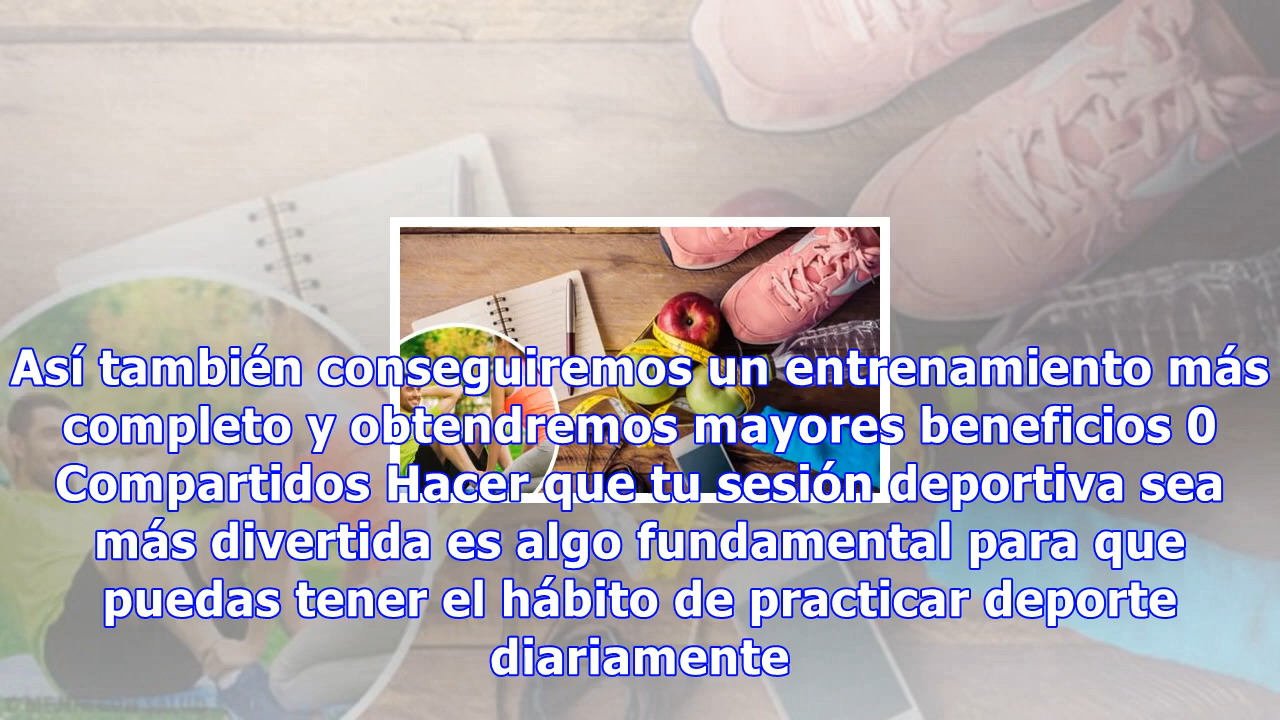 Así también conseguiremos un entrenamiento más
completo y obtendremos mayores beneficios 0
Compartidos Hacer que tu sesión deportiva sea
más divertida es algo fundamental para que
puedas tener el hábito de practicar deporte
diariamente